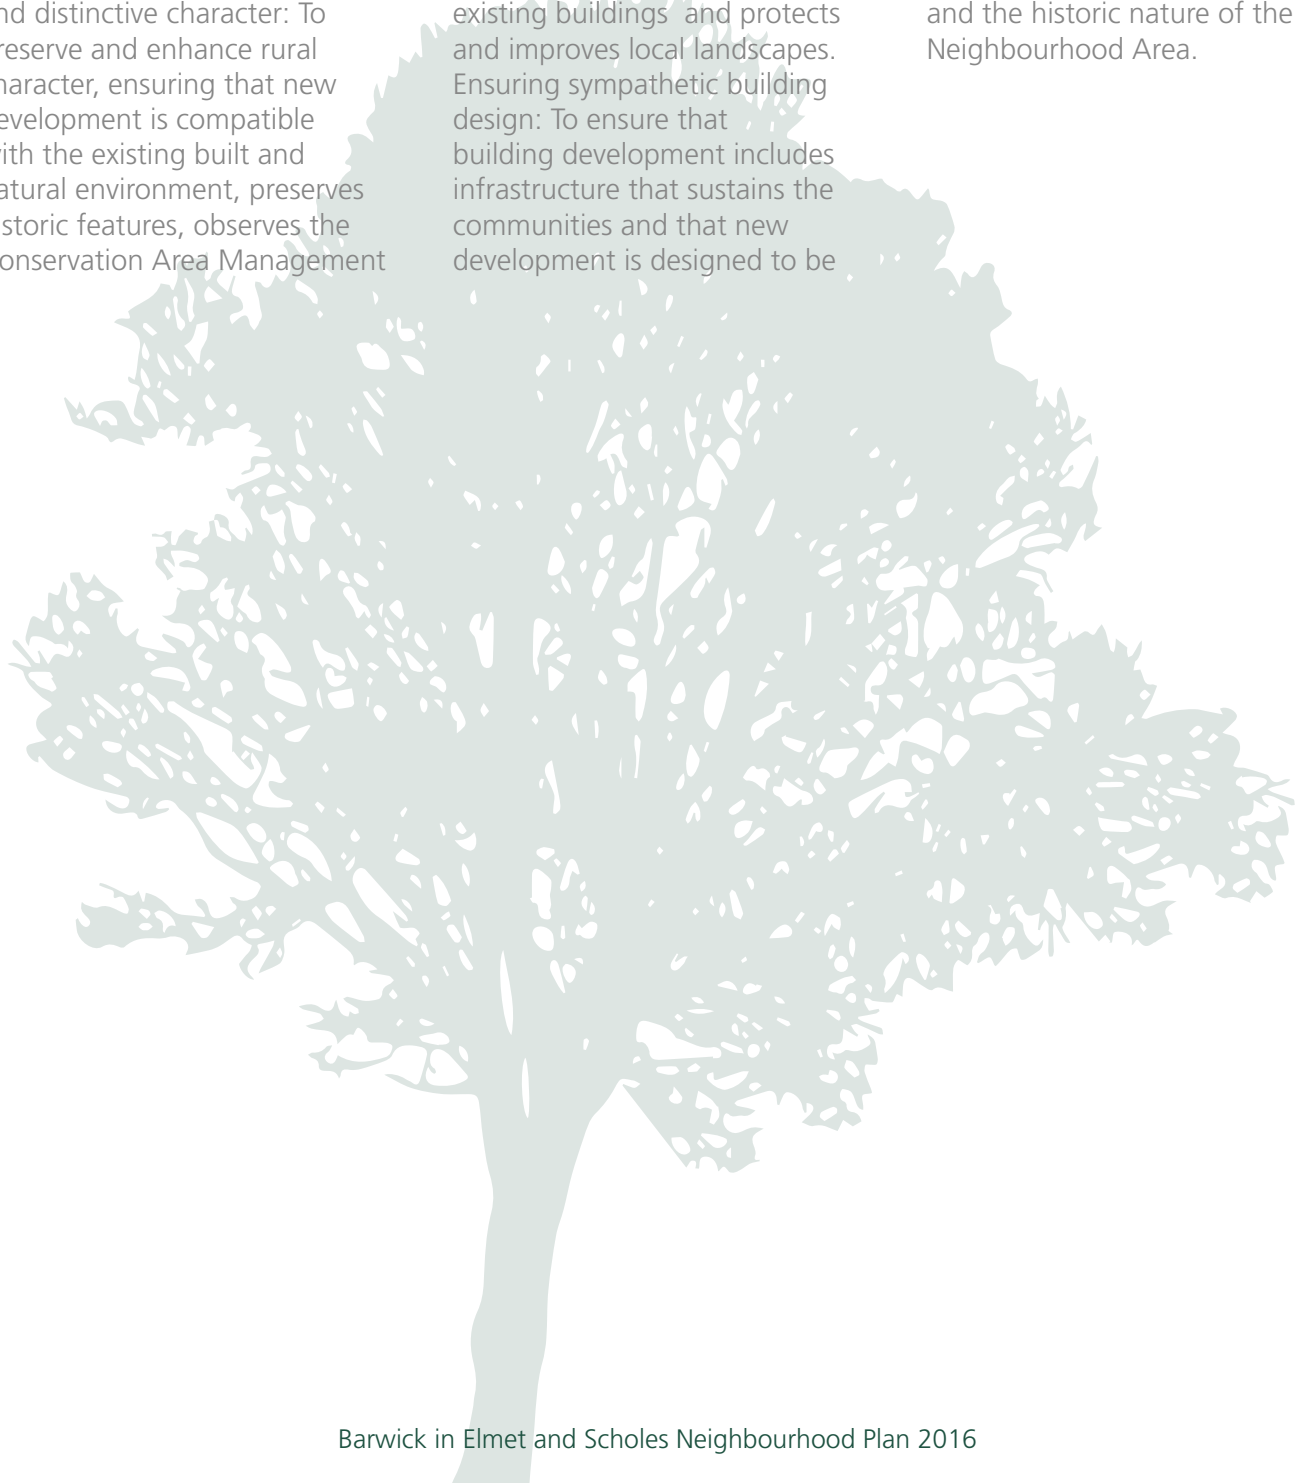 nd distinctive character: To
reserve and enhance rural
haracter, ensuring that new
evelopment is compatible
ith the existing built and
atural environment, preserves
istoric features, observes the
onservation Area Management
existing buildings  and protects
and improves local landscapes.
Ensuring sympathetic building
design: To ensure that
building development includes
infrastructure that sustains the
communities and that new
development is designed to be
and the historic nature of the
Neighbourhood Area.
Barwick in Elmet and Scholes Neighbourhood Plan 2016